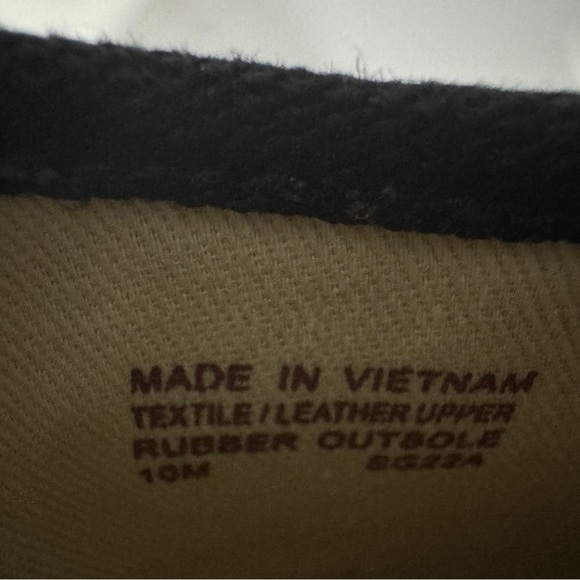 MADE IN VIETNAM
TEXTILE / LEATHER UPPER
RUBBER OUTSOLE
10M